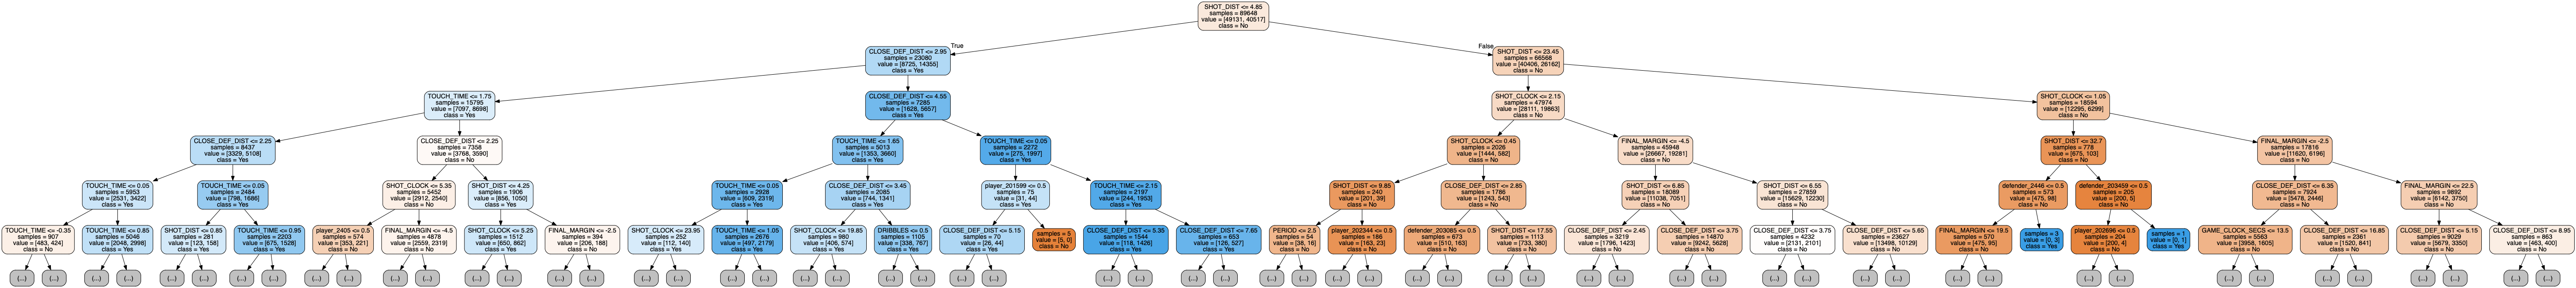 SHOT_DIST <= 4.85
samples = 89648
value = [49131, 40517]
class = No
True
False
CLOSE_DEF_DIST <= 2.95
samples = 23080
value = [8725, 14355]
class = Yes
SHOT_DIST <= 23.45
samples = 66568
value = [40406, 26162]
class = No
TOUCH_TIME <= 1.75
samples = 15795
value = [7097, 8698]
class = Yes
CLOSE_DEF_DIST <= 4.55
samples = 7285
value = [1628, 5657]
class = Yes
SHOT_CLOCK <= 2.15
samples = 47974
value = [28111, 19863]
class = No
SHOT_CLOCK <= 1.05
samples = 18594
value = [12295, 6299]
class = No
CLOSE_DEF_DIST <= 2.25
samples = 8437
value = [3329, 5108]
class = Yes
CLOSE_DEF_DIST <= 2.25
samples = 7358
value = [3768, 3590]
class = No
TOUCH_TIME <= 1.65
samples = 5013
value = [1353, 3660]
class = Yes
TOUCH_TIME <= 0.05
samples = 2272
value = [275, 1997]
class = Yes
SHOT_CLOCK <= 0.45
samples = 2026
value = [1444, 582]
class = No
FINAL_MARGIN <= -4.5
samples = 45948
value = [26667, 19281]
class = No
SHOT_DIST <= 32.7
samples = 778
value = [675, 103]
class = No
FINAL_MARGIN <= -2.5
samples = 17816
value = [11620, 6196]
class = No
TOUCH_TIME <= 0.05
samples = 5953
value = [2531, 3422]
class = Yes
TOUCH_TIME <= 0.05
samples = 2484
value = [798, 1686]
class = Yes
SHOT_CLOCK <= 5.35
samples = 5452
value = [2912, 2540]
class = No
SHOT_DIST <= 4.25
samples = 1906
value = [856, 1050]
class = Yes
TOUCH_TIME <= 0.05
samples = 2928
value = [609, 2319]
class = Yes
CLOSE_DEF_DIST <= 3.45
samples = 2085
value = [744, 1341]
class = Yes
player_201599 <= 0.5
samples = 75
value = [31, 44]
class = Yes
TOUCH_TIME <= 2.15
samples = 2197
value = [244, 1953]
class = Yes
SHOT_DIST <= 9.85
samples = 240
value = [201, 39]
class = No
CLOSE_DEF_DIST <= 2.85
samples = 1786
value = [1243, 543]
class = No
SHOT_DIST <= 6.85
samples = 18089
value = [11038, 7051]
class = No
SHOT_DIST <= 6.55
samples = 27859
value = [15629, 12230]
class = No
defender_2446 <= 0.5
samples = 573
value = [475, 98]
class = No
defender_203459 <= 0.5
samples = 205
value = [200, 5]
class = No
CLOSE_DEF_DIST <= 6.35
samples = 7924
value = [5478, 2446]
class = No
FINAL_MARGIN <= 22.5
samples = 9892
value = [6142, 3750]
class = No
TOUCH_TIME <= -0.35
samples = 907
value = [483, 424]
class = No
TOUCH_TIME <= 0.85
samples = 5046
value = [2048, 2998]
class = Yes
SHOT_DIST <= 0.85
samples = 281
value = [123, 158]
class = Yes
TOUCH_TIME <= 0.95
samples = 2203
value = [675, 1528]
class = Yes
player_2405 <= 0.5
samples = 574
value = [353, 221]
class = No
FINAL_MARGIN <= -4.5
samples = 4878
value = [2559, 2319]
class = No
SHOT_CLOCK <= 5.25
samples = 1512
value = [650, 862]
class = Yes
FINAL_MARGIN <= -2.5
samples = 394
value = [206, 188]
class = No
SHOT_CLOCK <= 23.95
samples = 252
value = [112, 140]
class = Yes
TOUCH_TIME <= 1.05
samples = 2676
value = [497, 2179]
class = Yes
SHOT_CLOCK <= 19.85
samples = 980
value = [406, 574]
class = Yes
DRIBBLES <= 0.5
samples = 1105
value = [338, 767]
class = Yes
CLOSE_DEF_DIST <= 5.15
samples = 70
value = [26, 44]
class = Yes
samples = 5
value = [5, 0]
class = No
CLOSE_DEF_DIST <= 5.35
samples = 1544
value = [118, 1426]
class = Yes
CLOSE_DEF_DIST <= 7.65
samples = 653
value = [126, 527]
class = Yes
PERIOD <= 2.5
samples = 54
value = [38, 16]
class = No
player_202344 <= 0.5
samples = 186
value = [163, 23]
class = No
defender_203085 <= 0.5
samples = 673
value = [510, 163]
class = No
SHOT_DIST <= 17.55
samples = 1113
value = [733, 380]
class = No
CLOSE_DEF_DIST <= 2.45
samples = 3219
value = [1796, 1423]
class = No
CLOSE_DEF_DIST <= 3.75
samples = 14870
value = [9242, 5628]
class = No
CLOSE_DEF_DIST <= 3.75
samples = 4232
value = [2131, 2101]
class = No
CLOSE_DEF_DIST <= 5.65
samples = 23627
value = [13498, 10129]
class = No
FINAL_MARGIN <= 19.5
samples = 570
value = [475, 95]
class = No
samples = 3
value = [0, 3]
class = Yes
player_202696 <= 0.5
samples = 204
value = [200, 4]
class = No
samples = 1
value = [0, 1]
class = Yes
GAME_CLOCK_SECS <= 13.5
samples = 5563
value = [3958, 1605]
class = No
CLOSE_DEF_DIST <= 16.85
samples = 2361
value = [1520, 841]
class = No
CLOSE_DEF_DIST <= 5.15
samples = 9029
value = [5679, 3350]
class = No
CLOSE_DEF_DIST <= 8.95
samples = 863
value = [463, 400]
class = No
(...) (...) (...) (...) (...) (...) (...) (...) (...) (...) (...) (...) (...) (...) (...) (...) (...) (...) (...) (...) (...) (...) (...) (...) (...) (...) (...) (...) (...) (...) (...) (...) (...) (...) (...) (...) (...) (...) (...) (...) (...) (...) (...) (...) (...) (...) (...) (...) (...) (...) (...) (...) (...) (...) (...) (...) (...) (...)